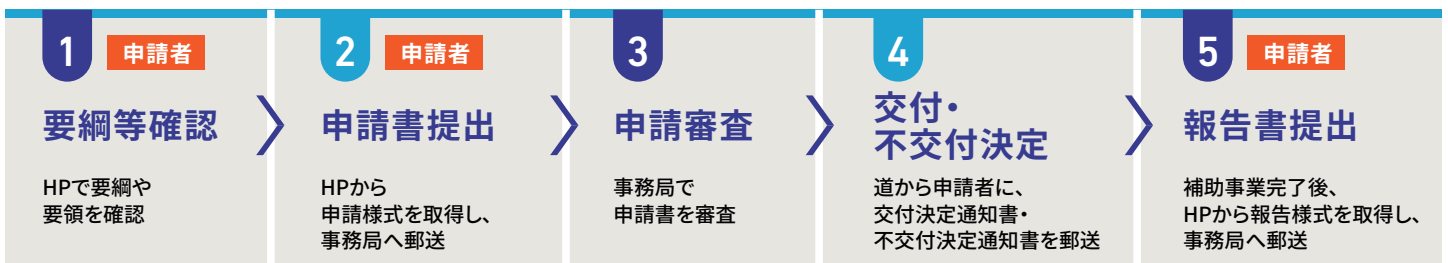 1 申請者
要綱等確認
HPで要綱や
要領を確認
2 申請者
申請書提出
HPから
申請様式を取得し、
事務局へ郵送
3
申請審査
事務局で
申請書を審査
4
交付・
不交付決定
道から申請者に、
交付決定通知書・
不交付決定通知書を郵送
5 申請者
報告書提出
補助事業完了後、
HPから報告様式を取得し、
事務局へ郵送